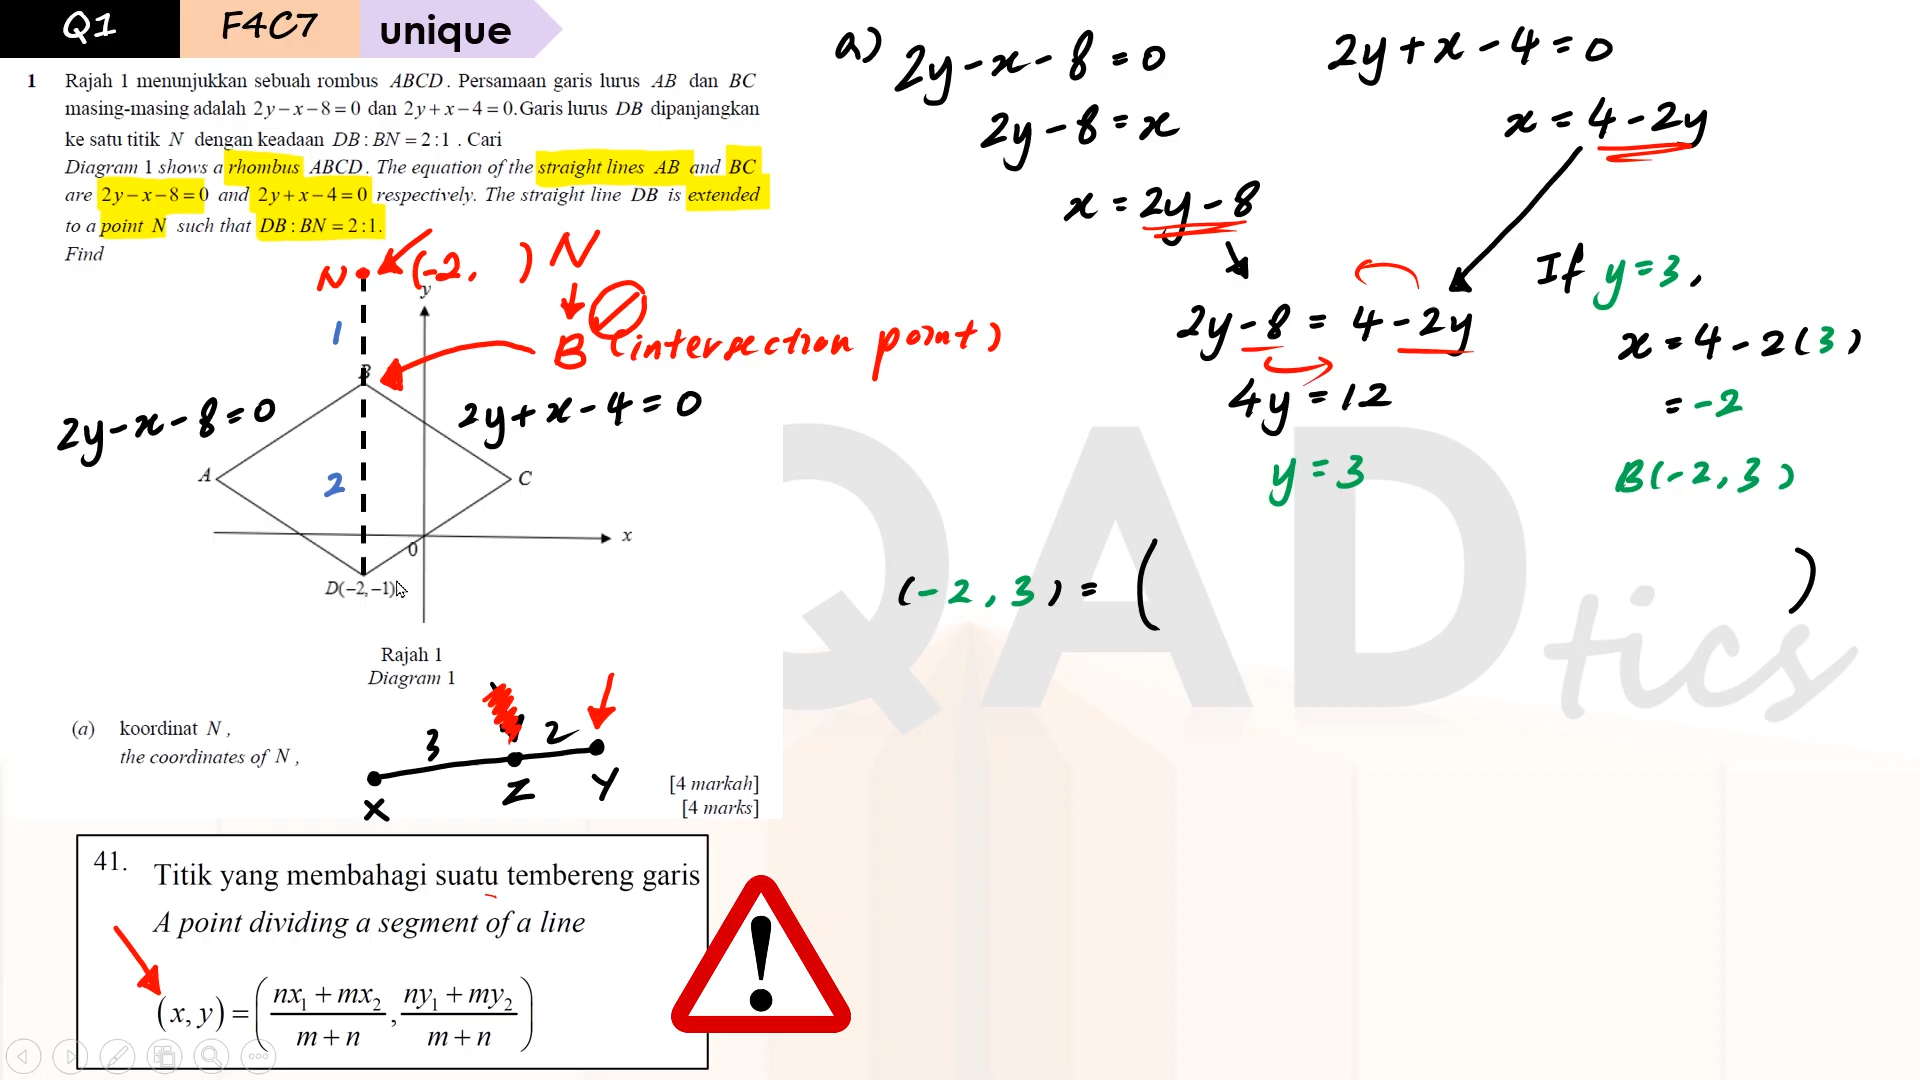 Q1
F4C7
unique
1 Rajah 1 menunjukkan sebuah rombus ABCD. Persamaan garis lurus AB dan BC
masing-masing adalah 2y−x−8=0 dan 2y+x−4=0.Garis lurus DB dipanjangkan
ke satu titik N dengan keadaan DB:BN=2:1. Cari
Diagram 1 shows a rhombus ABCD. The equation of the straight lines AB and BC
are 2y−x−8=0 and 2y+x−4=0 respectively. The straight line DB is extended
to a point N such that DB:BN=2:1.
Find
N (-2, ) N
y
1
B (intersection point)
B
2y-x-8=0
2y+x-4=0
A
2
C
x
0
D(−2,−1)
Rajah 1
Diagram 1
(a) koordinat N,
the coordinates of N,
3 2
X Z Y
[4 markah]
[4 marks]
41. Titik yang membahagi suatu tembereng garis
A point dividing a segment of a line
(x, y) = ( nx₁ + mx₂ / m + n , ny₁ + my₂ / m + n )
a) 2y-x-8=0
2y-8=x
x=2y-8
2y+x-4=0
x=4-2y
2y-8=4-2y
4y=12
y=3
If y=3,
x=4-2(3)
=-2
B(-2,3)
(-2,3)=( )
QADtics